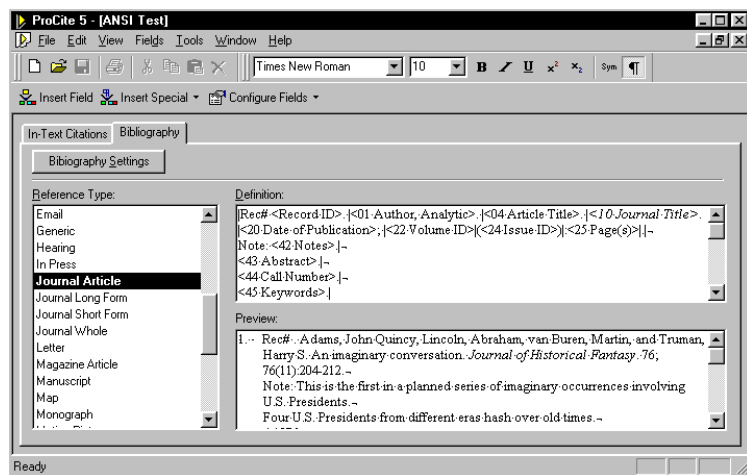 ProCite 5 - [ANSI Test]
File Edit View Fields Tools Window Help
Times New Roman 10 B I U x² x₂ Sym ¶
Insert Field Insert Special Configure Fields
In-Text Citations Bibliography
Bibiography Settings
Reference Type:
Email
Generic
Hearing
In Press
Journal Article
Journal Long Form
Journal Short Form
Journal Whole
Letter
Magazine Article
Manuscript
Map
Monograph
Definition:
|Rec#·<Record·ID>.·|<01·Author,·Analytic>.·|<04·Article·Title>.·|<10·Journal·Title>.
|<20·Date·of·Publication>;·|<22·Volume·ID>|(<24·Issue·ID>)|:<25·Page(s)>|.|¬
Note:·<42·Notes>.|¬
<43·Abstract>.|¬
<44·Call·Number>.|¬
<45·Keywords>.|
Preview:
1.·· Rec#·.·Adams,·John·Quincy,·Lincoln,·Abraham,·van·Buren,·Martin,·and·Truman,
Harry·S.·An·imaginary·conversation.·Journal·of·Historical·Fantasy.·76;
76(11):204-212.¬
Note:·This·is·the·first·in·a·planned·series·of·imaginary·occurrences·involving
U.S.·Presidents.¬
Four·U.S.·Presidents·from·different·eras·hash·over·old·times.¬
Ready